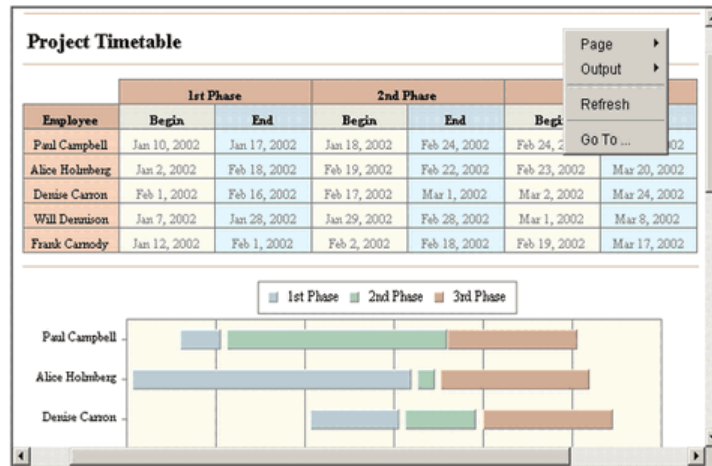 Project Timetable
Page
Output
Refresh
Go To ...
1st Phase 2nd Phase
Employee Begin End Begin End
Paul Campbell Jan 10, 2002 Jan 17, 2002 Jan 18, 2002 Feb 24, 2002 Feb 24,
Alice Holmberg Jan 2, 2002 Feb 18, 2002 Feb 19, 2002 Feb 22, 2002 Feb 23, 2002 Mar 20, 2002
Denise Carron Feb 1, 2002 Feb 16, 2002 Feb 17, 2002 Mar 1, 2002 Mar 2, 2002 Mar 24, 2002
Will Dennison Jan 7, 2002 Jan 28, 2002 Jan 29, 2002 Feb 28, 2002 Mar 1, 2002 Mar 8, 2002
Frank Carnody Jan 12, 2002 Feb 1, 2002 Feb 2, 2002 Feb 18, 2002 Feb 19, 2002 Mar 17, 2002
1st Phase 2nd Phase 3rd Phase
Paul Campbell
Alice Holmberg
Denise Carron